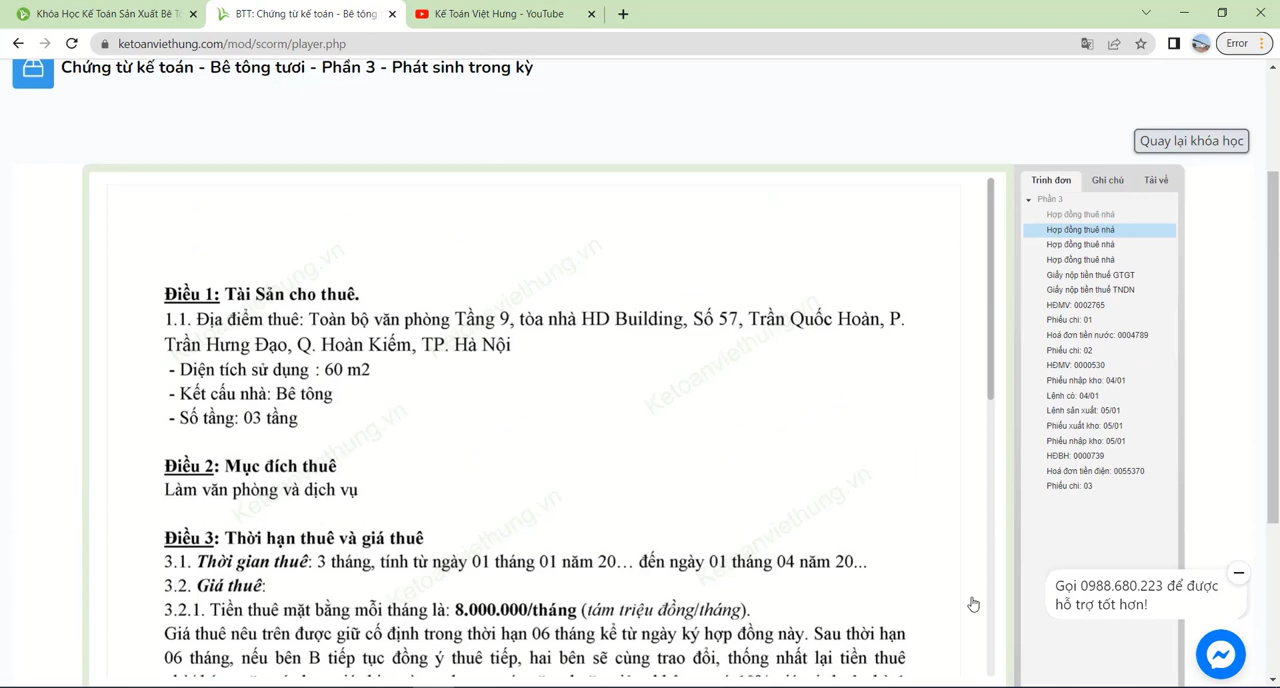 Khóa Học Kế Toán Sản Xuất Bê T
BTT: Chứng từ kế toán - Bê tông
Kế Toán Việt Hưng - YouTube
ketoanviethung.com/mod/scorm/player.php
Error
Chứng từ kế toán - Bê tông tươi - Phần 3 - Phát sinh trong kỳ
Quay lại khóa học
Điều 1: Tài Sản cho thuê.
1.1. Địa điểm thuê: Toàn bộ văn phòng Tầng 9, tòa nhà HD Building, Số 57, Trần Quốc Hoàn, P.
Trần Hưng Đạo, Q. Hoàn Kiếm, TP. Hà Nội
- Diện tích sử dụng : 60 m2
- Kết cấu nhà: Bê tông
- Số tầng: 03 tầng
Điều 2: Mục đích thuê
Làm văn phòng và dịch vụ
Điều 3: Thời hạn thuê và giá thuê
3.1. Thời gian thuê: 3 tháng, tính từ ngày 01 tháng 01 năm 20… đến ngày 01 tháng 04 năm 20...
3.2. Giá thuê:
3.2.1. Tiền thuê mặt bằng mỗi tháng là: 8.000.000/tháng (tám triệu đồng/tháng).
Giá thuê nêu trên được giữ cố định trong thời hạn 06 tháng kể từ ngày ký hợp đồng này. Sau thời hạn
06 tháng, nếu bên B tiếp tục đồng ý thuê tiếp, hai bên sẽ cùng trao đổi, thống nhất lại tiền thuê
Ketoanviethung.vn
Ketoanviethung.vn
Ketoanviethung.vn
Ketoanviethung.vn
Ketoanviethung.vn
Ketoanviethung.vn
Trình đơn
Ghi chú
Tải về
Phần 3
Hợp đồng thuê nhà
Hợp đồng thuê nhà
Hợp đồng thuê nhà
Hợp đồng thuê nhà
Giấy nộp tiền thuế GTGT
Giấy nộp tiền thuế TNDN
HĐMV: 0002765
Phiếu chi: 01
Hoá đơn tiền nước: 0004789
Phiếu chi: 02
HĐMV: 0000530
Phiếu nhập kho: 04/01
Lệnh có: 04/01
Lệnh sản xuất: 05/01
Phiếu xuất kho: 05/01
Phiếu nhập kho: 05/01
HĐBH: 0000739
Hoá đơn tiền điện: 0055370
Phiếu chi: 03
Gọi 0988.680.223 để được
hỗ trợ tốt hơn!